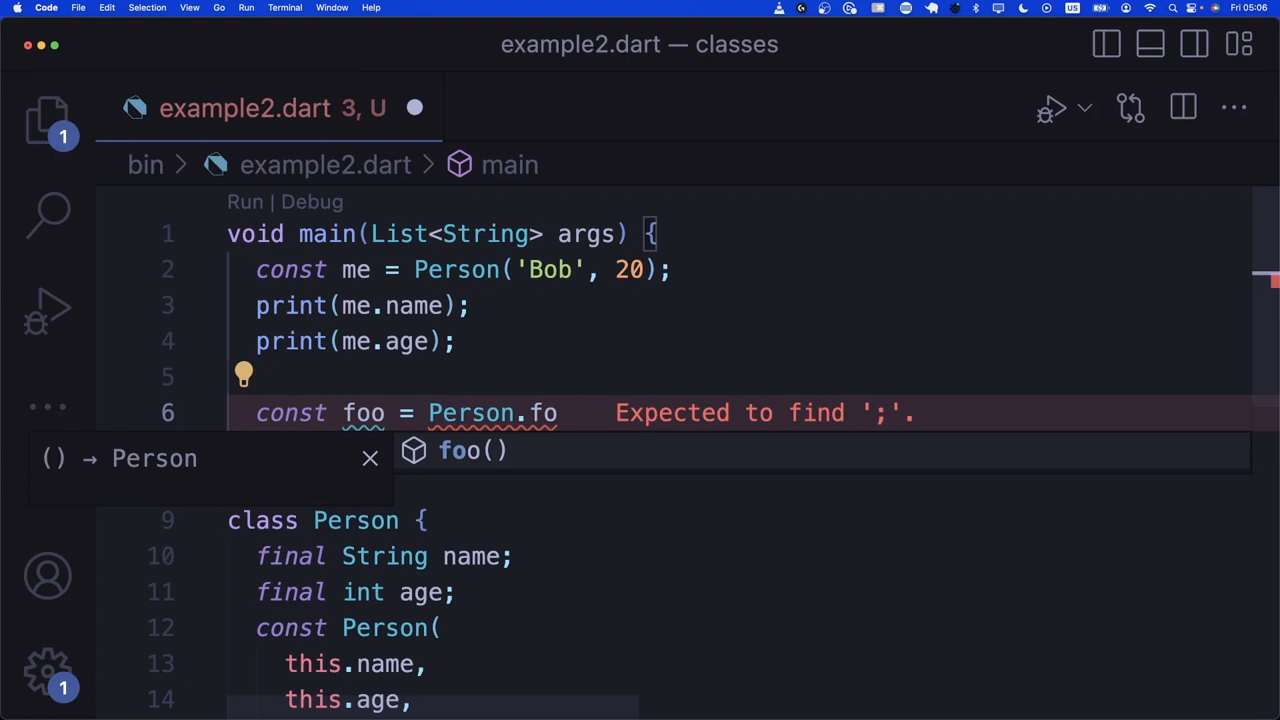 Code File Edit Selection View Go Run Terminal Window Help US Fri 05:06
example2.dart — classes
example2.dart 3, U
1
bin > example2.dart > main
Run | Debug
1 void main(List<String> args) {
2 const me = Person('Bob', 20);
3 print(me.name);
4 print(me.age);
5
6 const foo = Person.fo Expected to find ';'.
foo()
() → Person
9 class Person {
10 final String name;
11 final int age;
12 const Person(
13 this.name,
14 this.age,
1